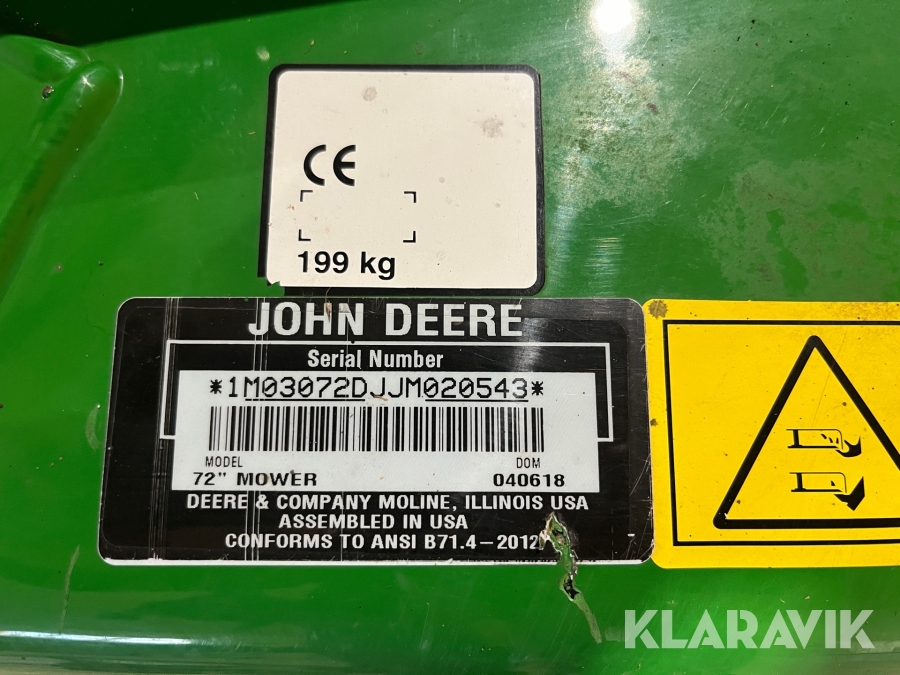 CE
199 kg
JOHN DEERE
Serial Number
*1M03072DJJM020543*
MODEL DOM
72" MOWER 040618
DEERE & COMPANY MOLINE, ILLINOIS USA
ASSEMBLED IN USA
CONFORMS TO ANSI B71.4-2012
KLARAVIK